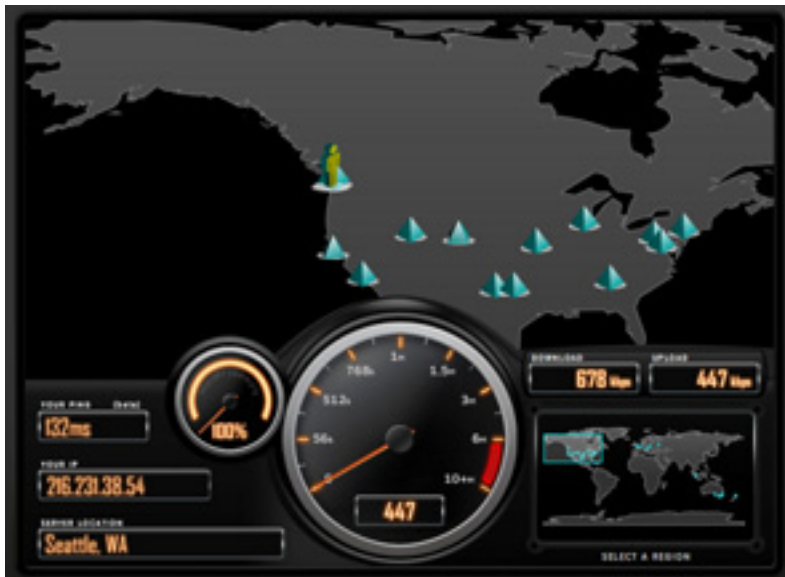 DOWNLOAD UPLOAD
678 kbps 447 kbps
YOUR PING (beta)
132ms
YOUR IP
216.231.38.54
SERVER LOCATION
Seattle, WA
100%
0
56k
512k
768k
1m
1.5m
3m
6m
10+m
447
SELECT A REGION